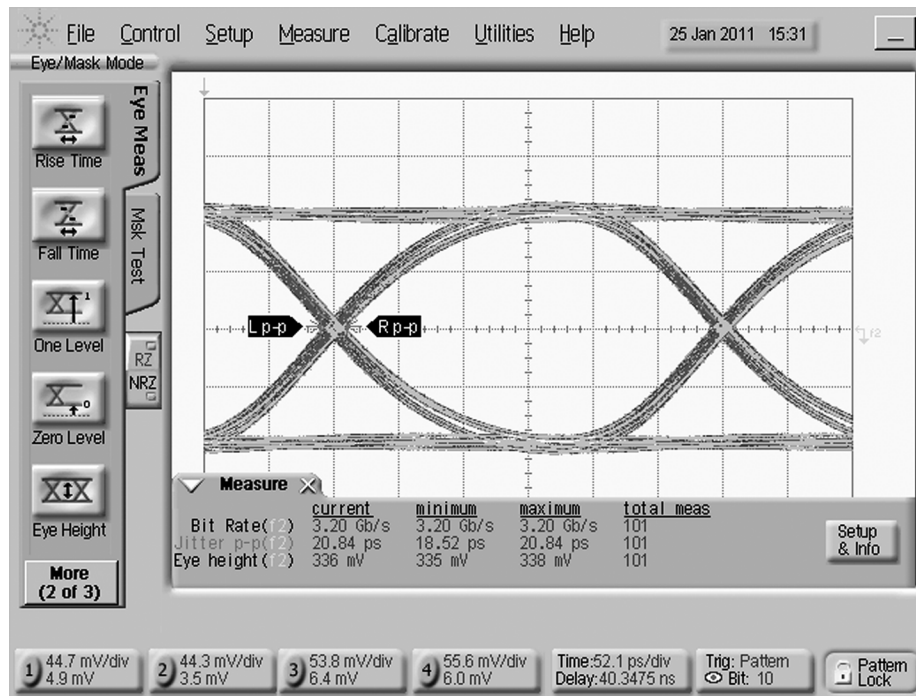 File Control Setup Measure Calibrate Utilities Help 25 Jan 2011 15:31
Eye/Mask Mode
Eye Meas
Msk Test
Rise Time
Fall Time
One Level
Zero Level
Eye Height
More
(2 of 3)
RZ
NRZ
L p-p
R p-p
f2
Measure
current minimum maximum total meas
Bit Rate(f2) 3.20 Gb/s 3.20 Gb/s 3.20 Gb/s 101
Jitter p-p(f2) 20.84 ps 18.52 ps 20.84 ps 101
Eye height(f2) 336 mV 335 mV 338 mV 101
Setup
& Info
1) 44.7 mV/div
4.9 mV
2) 44.3 mV/div
3.5 mV
3) 53.8 mV/div
6.4 mV
4) 55.6 mV/div
6.0 mV
Time:52.1 ps/div
Delay:40.3475 ns
Trig: Pattern
Bit: 10
Pattern
Lock